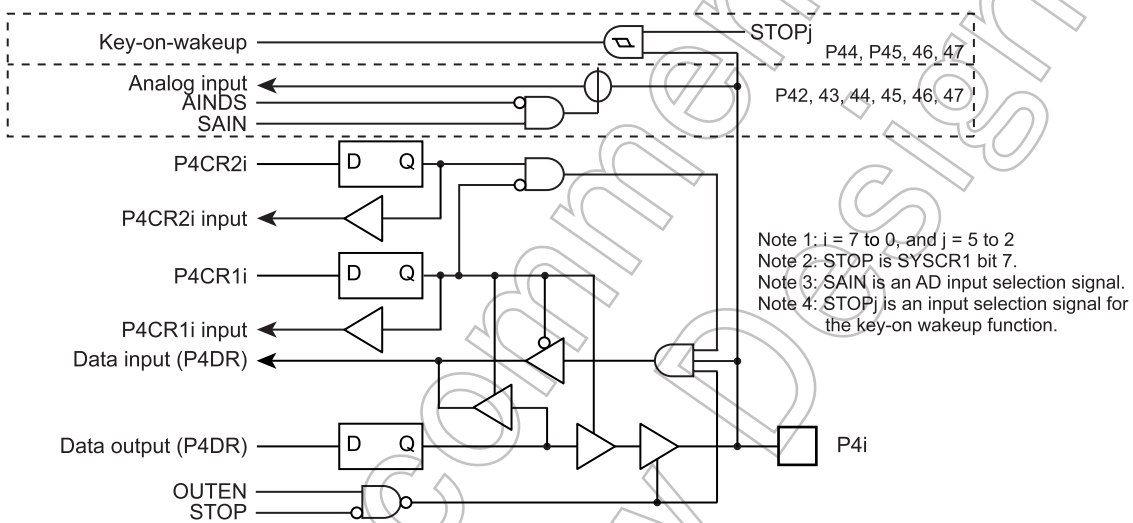 Key-on-wakeup
STOPj
P44, P45, 46, 47
Analog input
AINDS
SAIN
P42, 43, 44, 45, 46, 47
P4CR2i
D Q
P4CR2i input
P4CR1i
D Q
P4CR1i input
Data input (P4DR)
Data output (P4DR)
D Q
P4i
OUTEN
STOP
Note 1: i = 7 to 0, and j = 5 to 2
Note 2: STOP is SYSCR1 bit 7.
Note 3: SAIN is an AD input selection signal.
Note 4: STOPj is an input selection signal for
the key-on wakeup function.